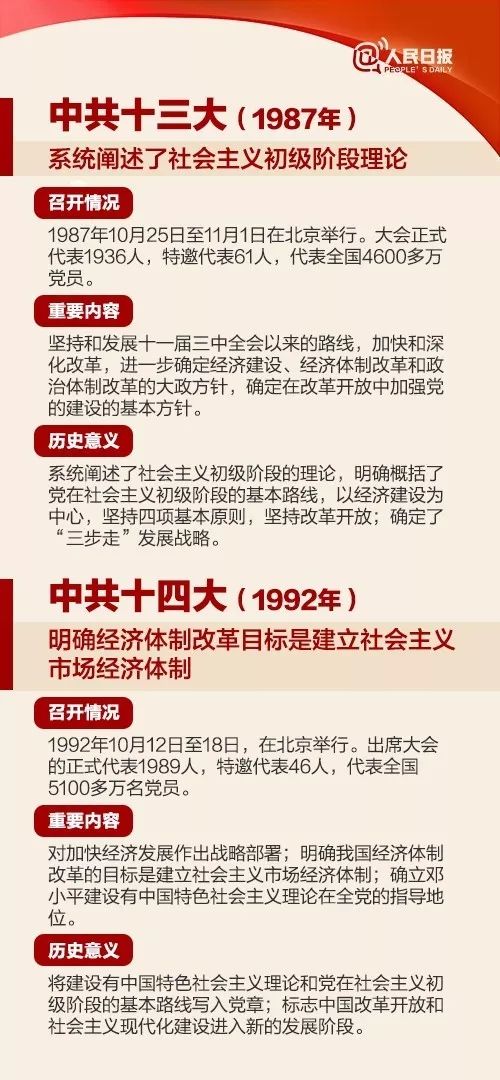 @人民日报
PEOPLE'S DAILY
中共十三大（1987年）
系统阐述了社会主义初级阶段理论
召开情况
1987年10月25日至11月1日在北京举行。大会正式
代表1936人，特邀代表61人，代表全国4600多万
党员。
重要内容
坚持和发展十一届三中全会以来的路线，加快和深
化改革，进一步确定经济建设、经济体制改革和政
治体制改革的大政方针，确定在改革开放中加强党
的建设的基本方针。
历史意义
系统阐述了社会主义初级阶段的理论，明确概括了
党在社会主义初级阶段的基本路线，以经济建设为
中心，坚持四项基本原则，坚持改革开放；确定了
“三步走”发展战略。
中共十四大（1992年）
明确经济体制改革目标是建立社会主义
市场经济体制
召开情况
1992年10月12日至18日，在北京举行。出席大会
的正式代表1989人，特邀代表46人，代表全国
5100多万名党员。
重要内容
对加快经济发展作出战略部署；明确我国经济体制
改革的目标是建立社会主义市场经济体制；确立邓
小平建设有中国特色社会主义理论在全党的指导地
位。
历史意义
将建设有中国特色社会主义理论和党在社会主义初
级阶段的基本路线写入党章；标志中国改革开放和
社会主义现代化建设进入新的发展阶段。